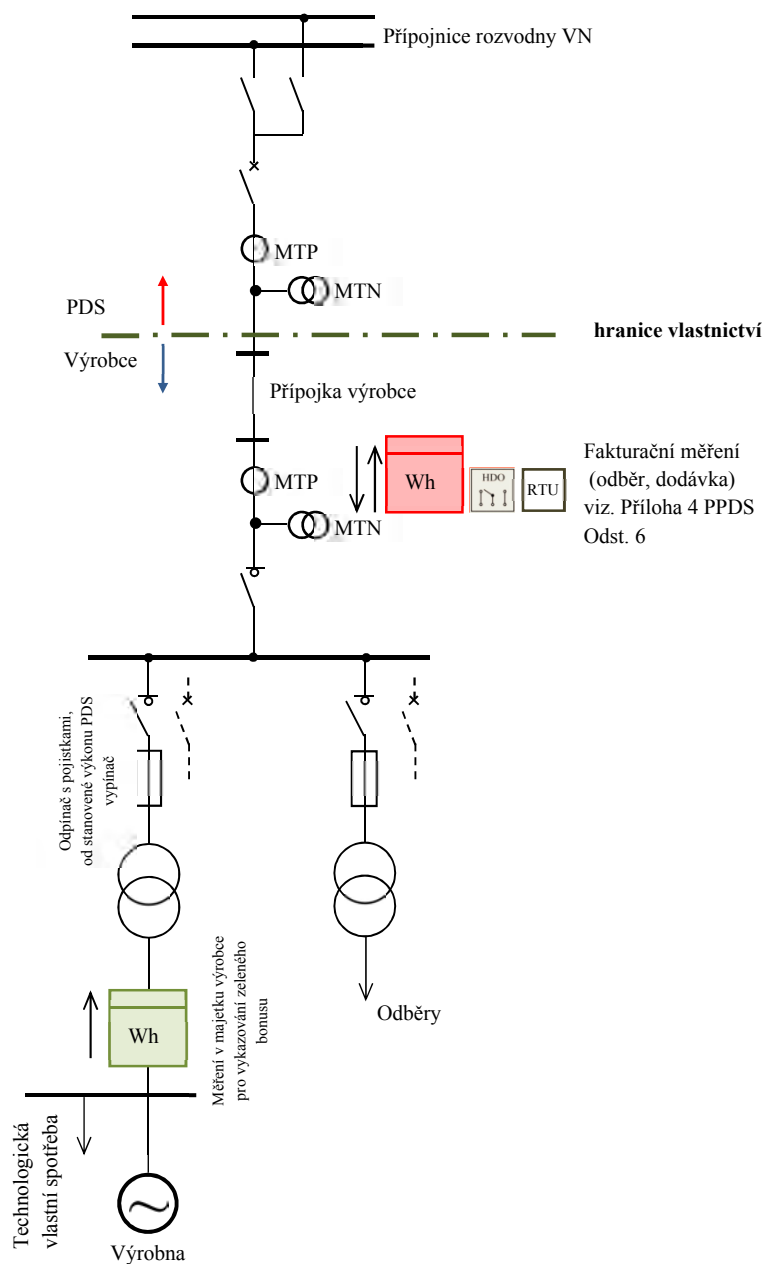 Přípojnice rozvodny VN
MTP
MTN
PDS
hranice vlastnictví
Výrobce
Přípojka výrobce
MTP
Wh
HDO
RTU
Fakturační měření
(odběr, dodávka)
viz. Příloha 4 PPDS
Odst. 6
MTN
Odpínač s pojistkami,
od stanovené výkonu PDS
vypínač
Měření v majetku výrobce
pro vykazování zeleného
bonusu
Wh
Odběry
Technologická
vlastní spotřeba
Výrobna